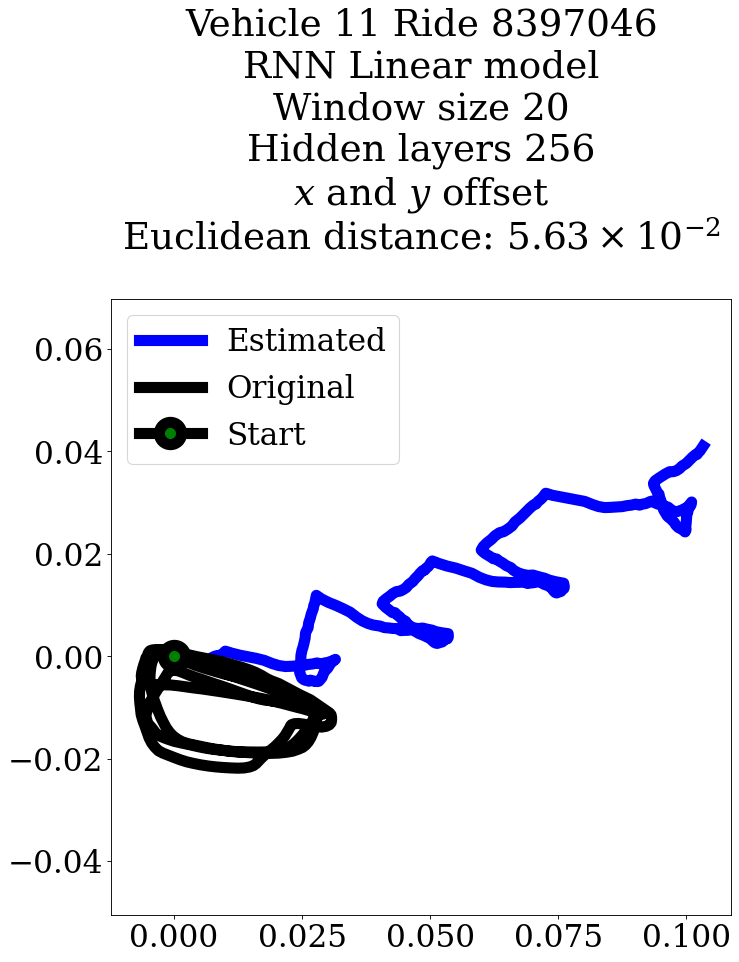 Vehicle 11 Ride 8397046
RNN Linear model
Window size 20
Hidden layers 256
x and y offset
Euclidean distance: 5.63 × 10⁻²
Estimated
Original
Start
0.06
0.04
0.02
0.00
−0.02
−0.04
0.000 0.025 0.050 0.075 0.100